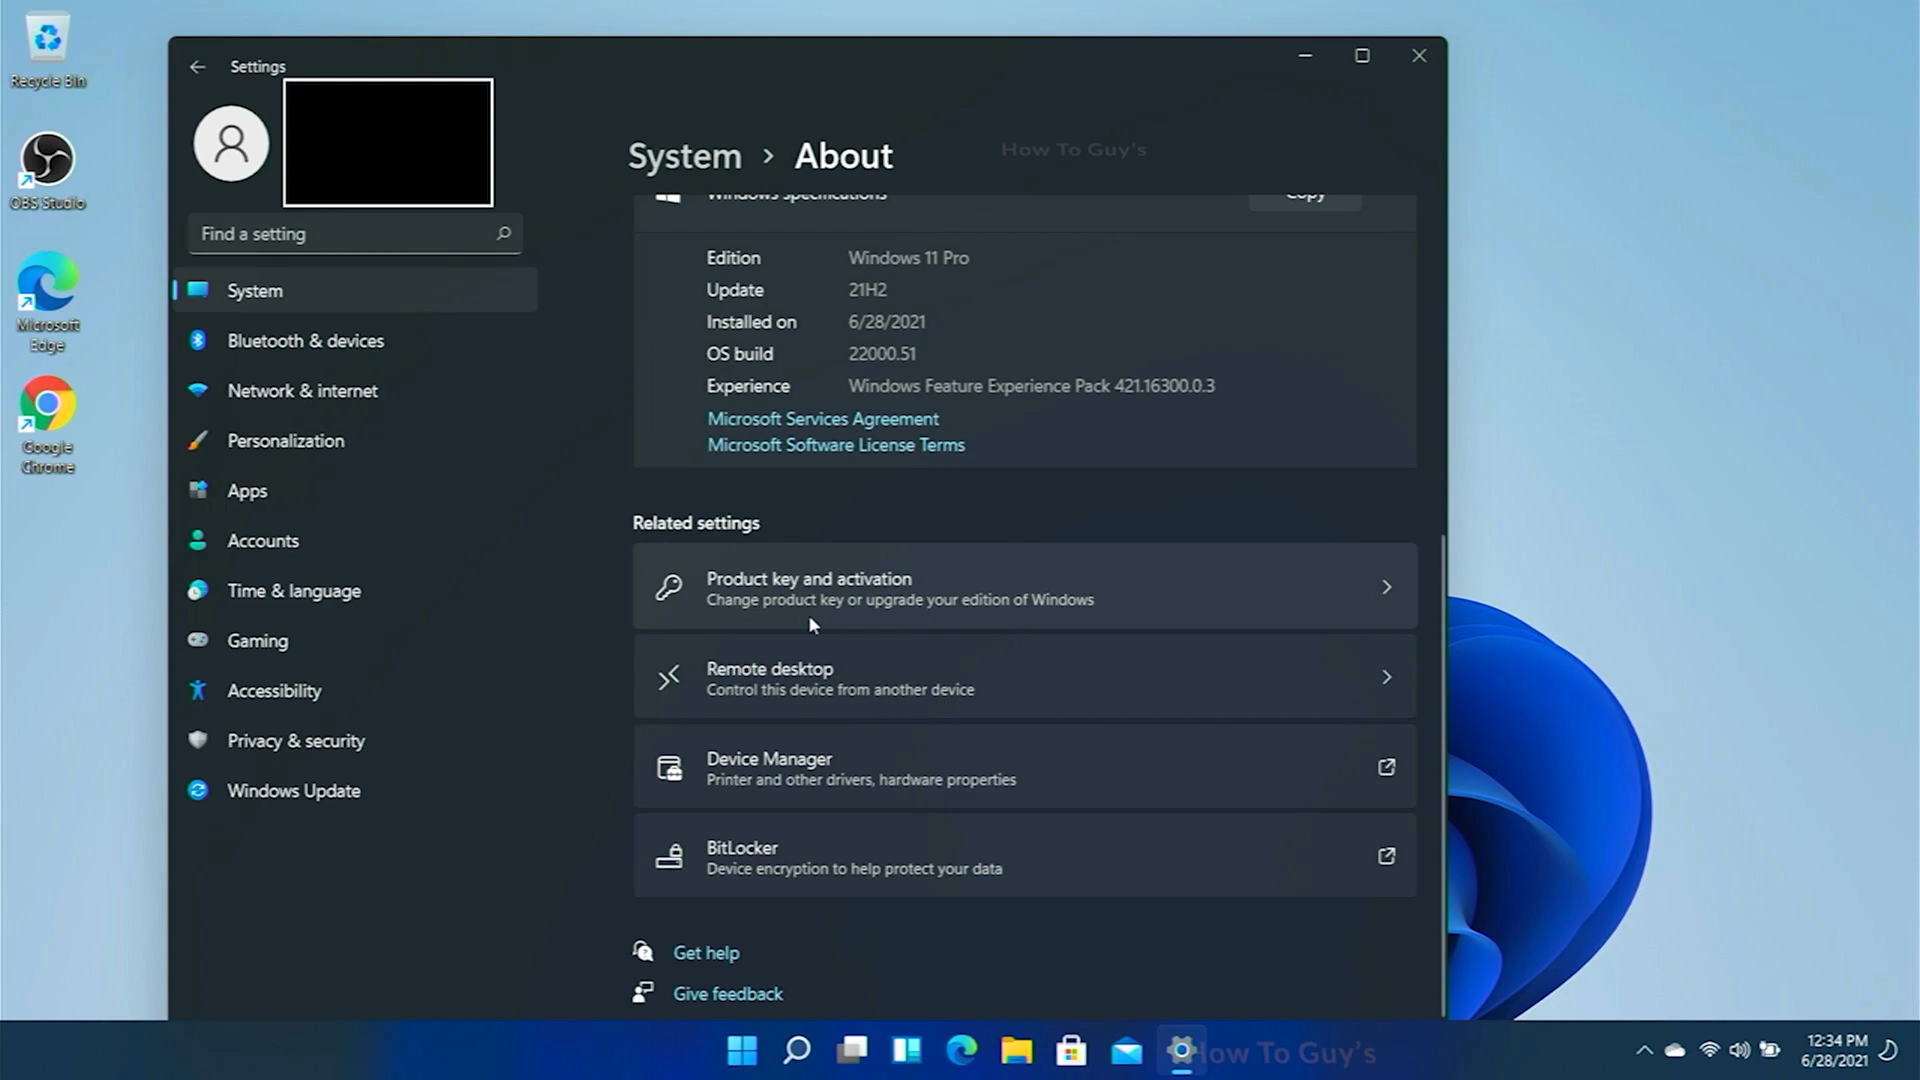 Recycle Bin
OBS Studio
Microsoft
Edge
Google
Chrome
Settings
Find a setting
System
Bluetooth & devices
Network & internet
Personalization
Apps
Accounts
Time & language
Gaming
Accessibility
Privacy & security
Windows Update
System > About
How To Guy's
Windows specifications
Copy
Edition Windows 11 Pro
Update 21H2
Installed on 6/28/2021
OS build 22000.51
Experience Windows Feature Experience Pack 421.16300.0.3
Microsoft Services Agreement
Microsoft Software License Terms
Related settings
Product key and activation
Change product key or upgrade your edition of Windows
Remote desktop
Control this device from another device
Device Manager
Printer and other drivers, hardware properties
BitLocker
Device encryption to help protect your data
Get help
Give feedback
How To Guy's
12:34 PM
6/28/2021